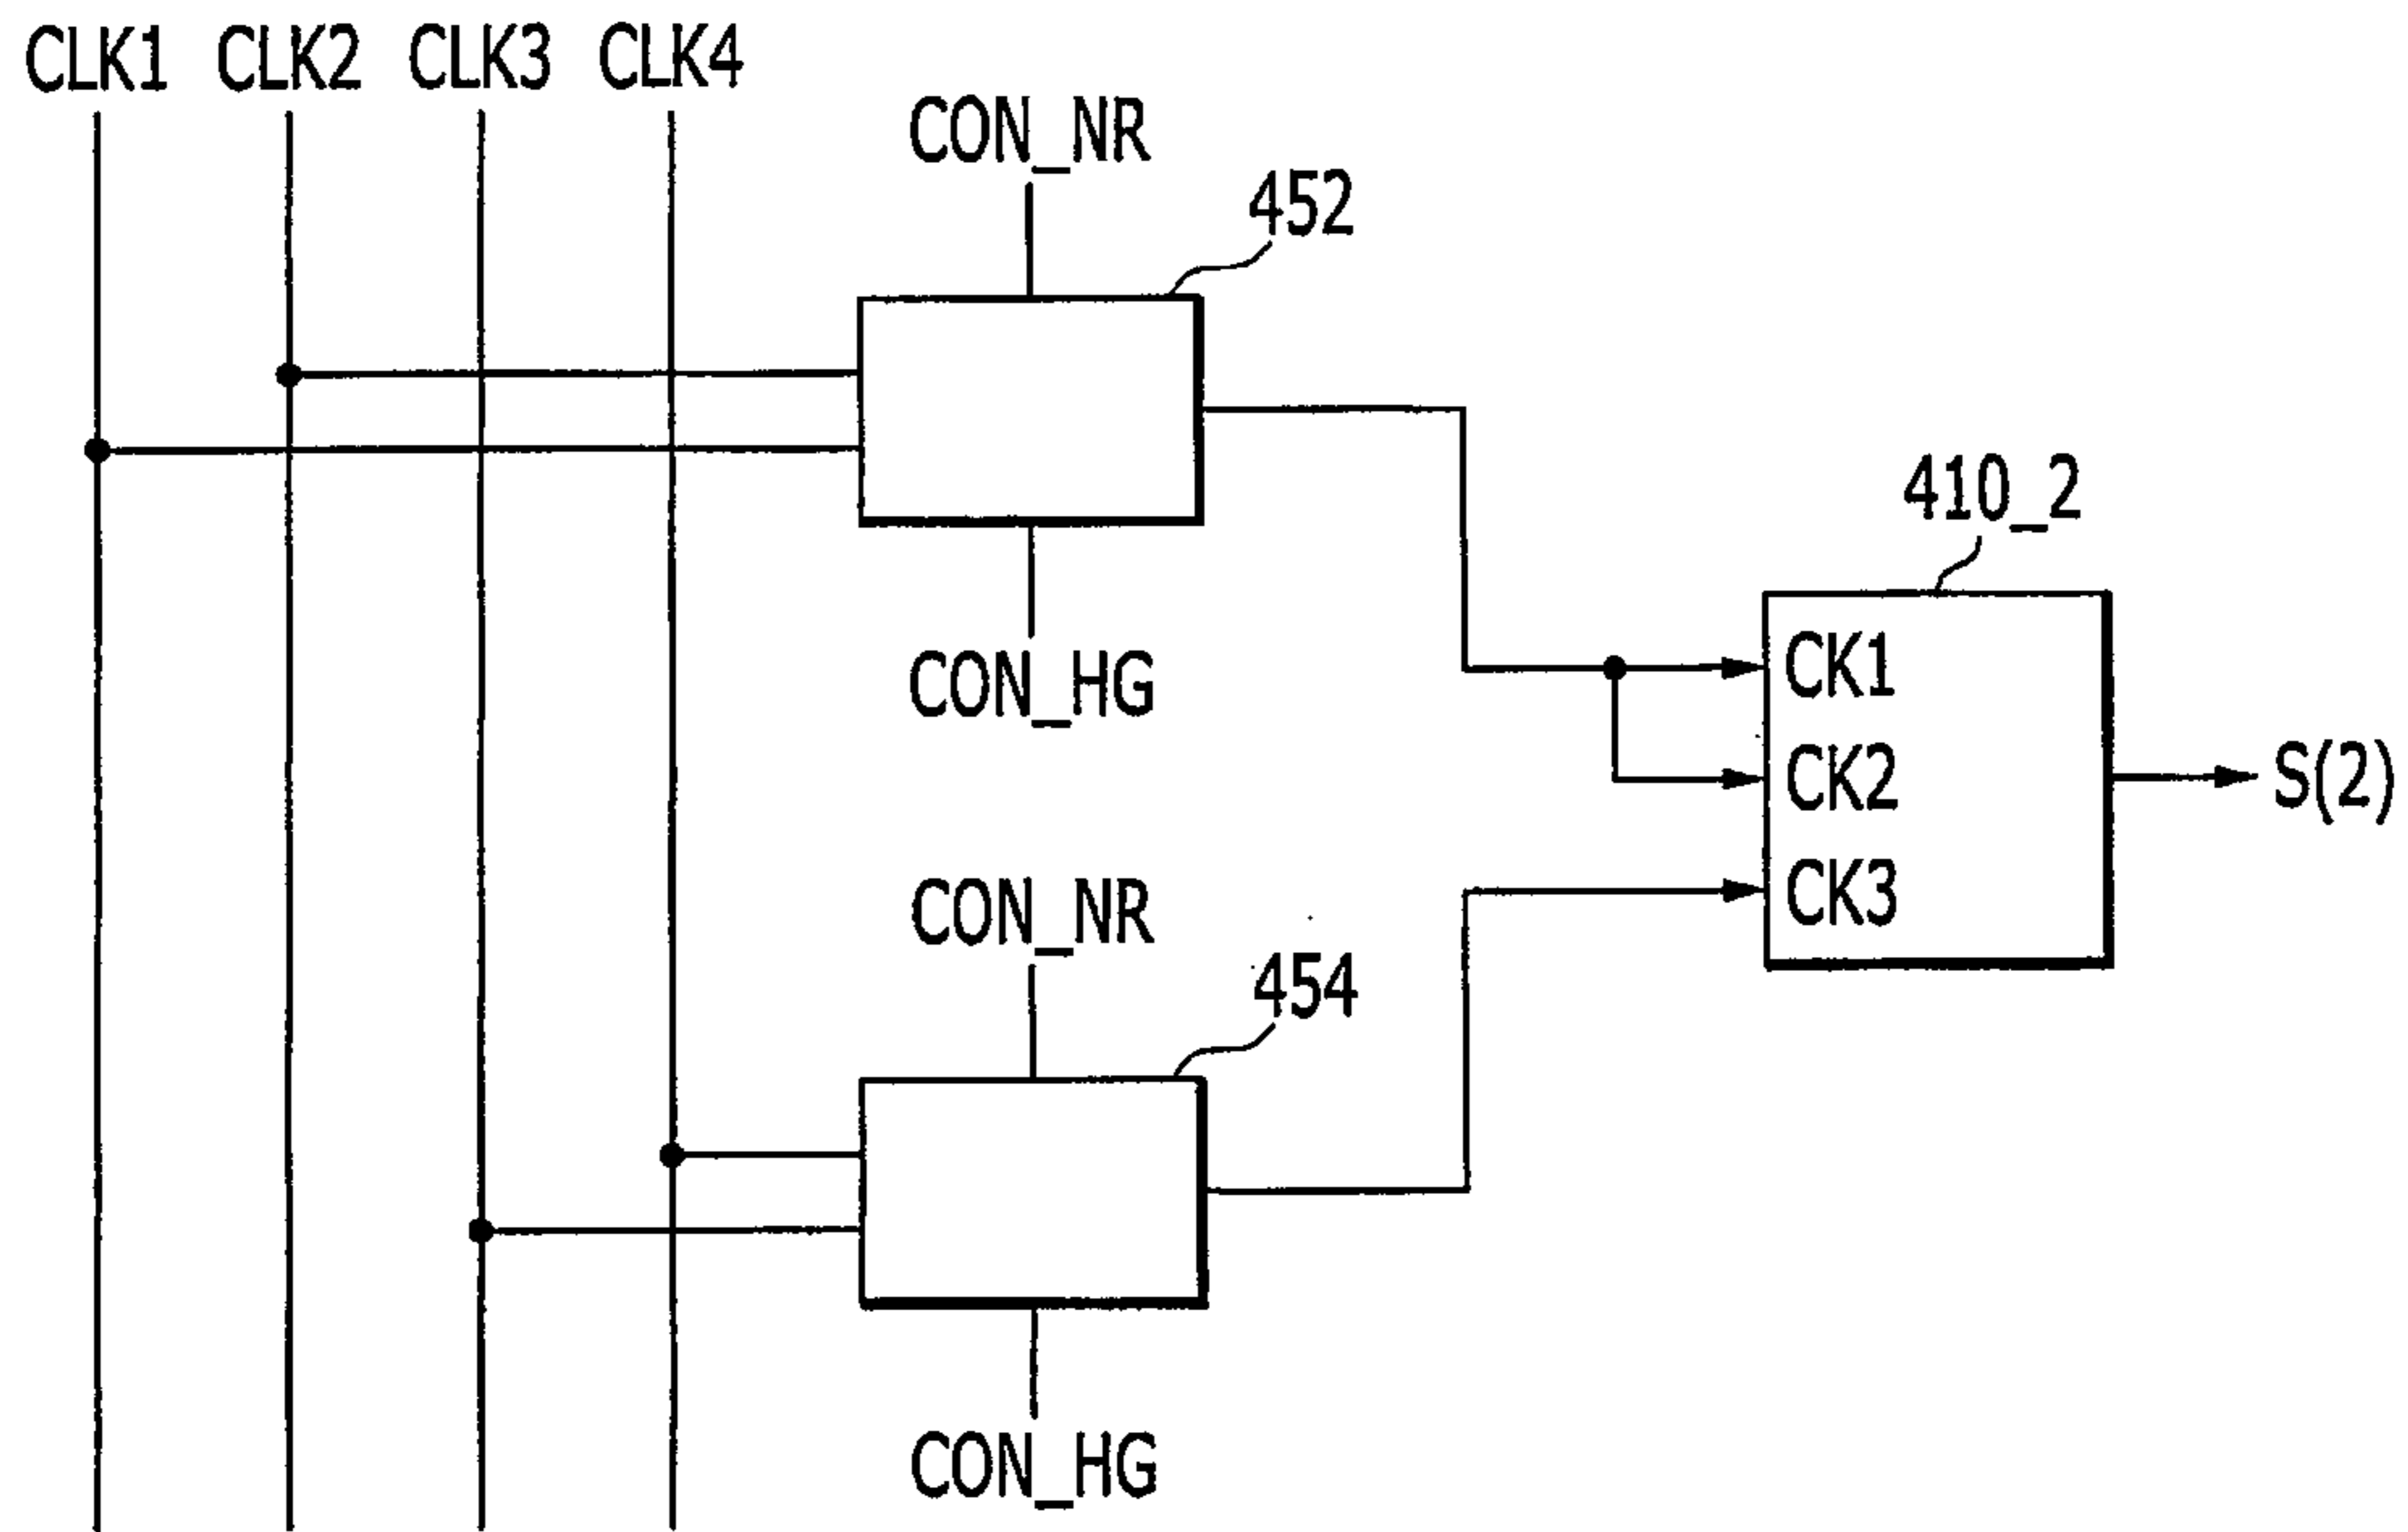 CLK1 CLK2 CLK3 CLK4
CON_NR
452
CON_HG
410_2
CK1
CK2
CK3
S(2)
CON_NR
454
CON_HG